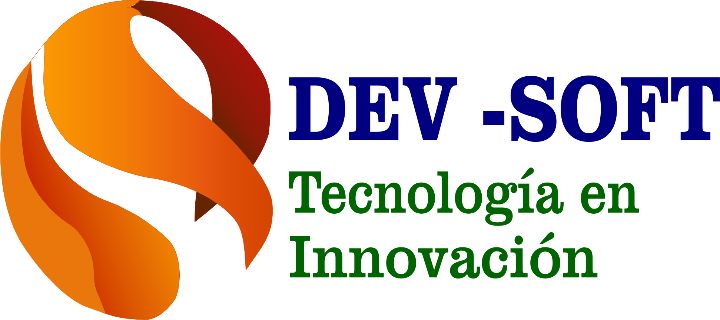 DEV -SOFT
Tecnología en
Innovación